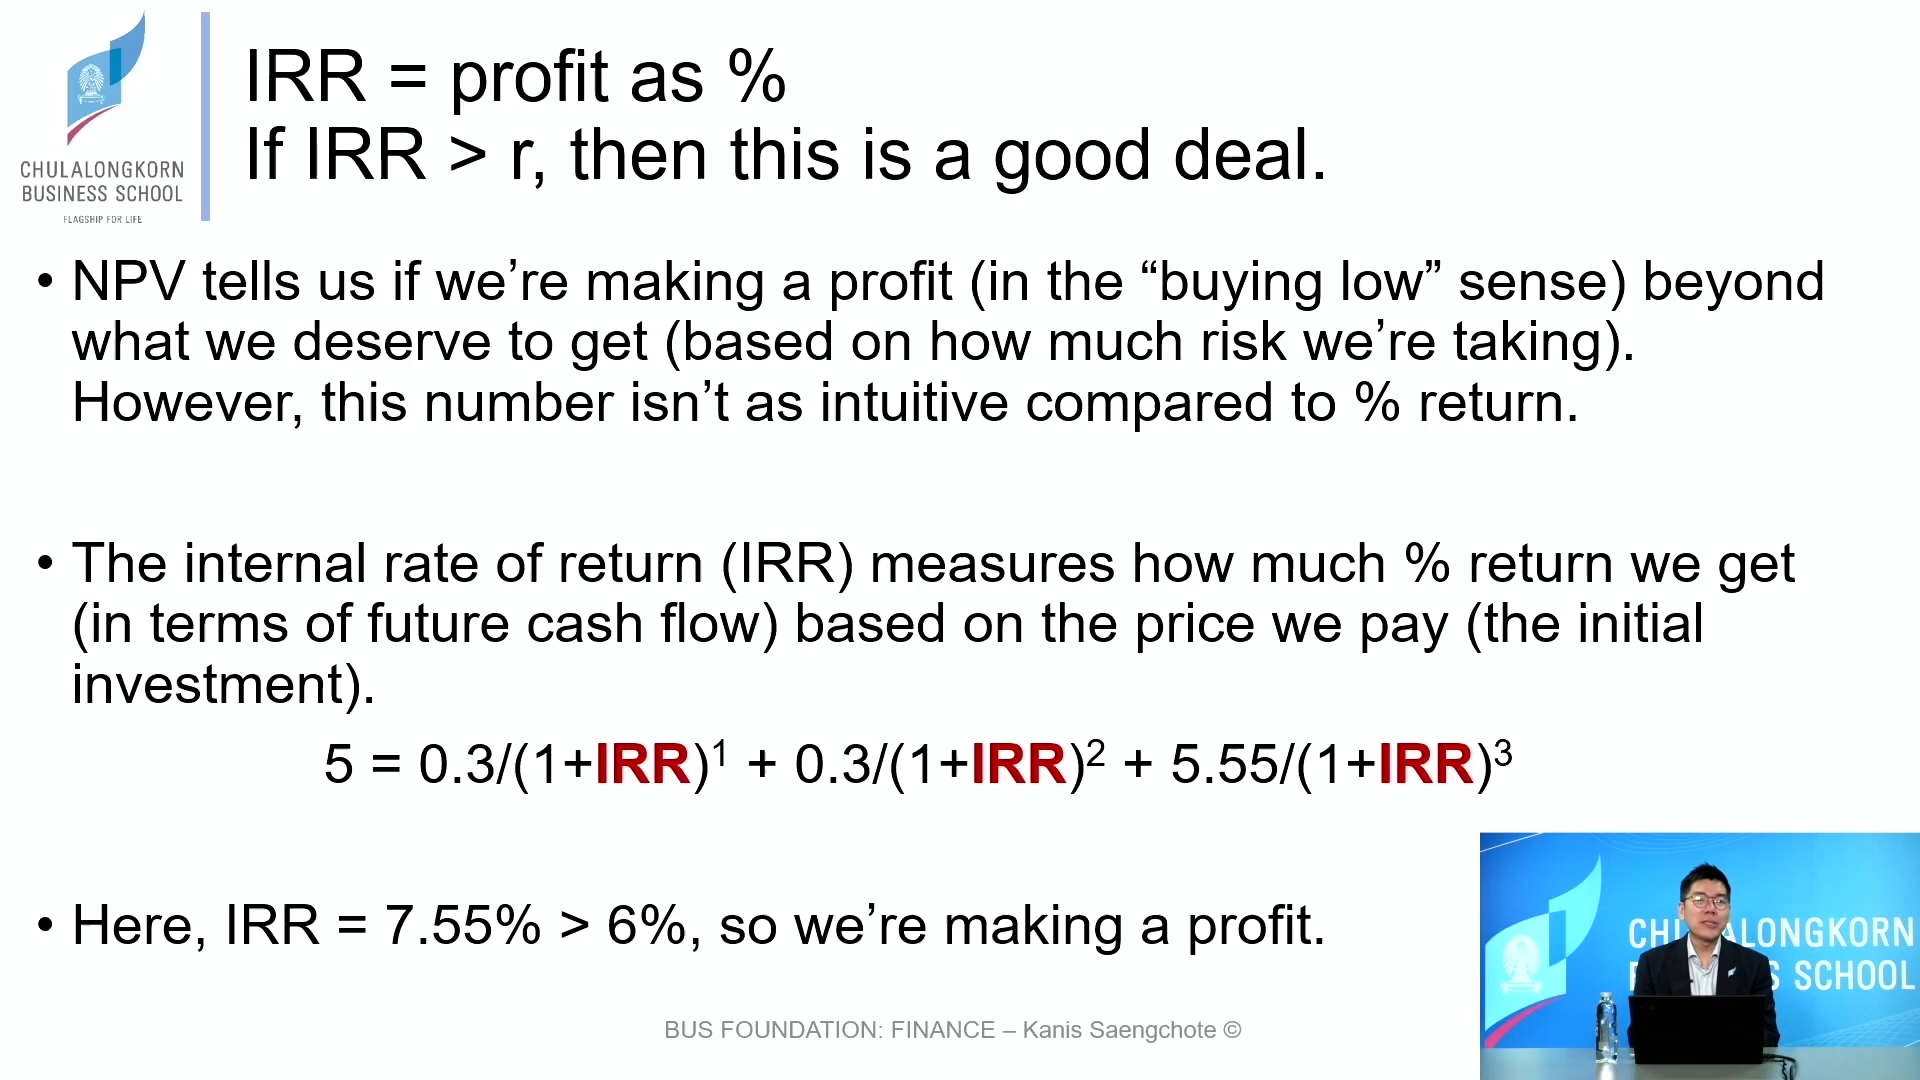 CHULALONGKORN
BUSINESS SCHOOL
FLAGSHIP FOR LIFE
IRR = profit as %
If IRR > r, then this is a good deal.
• NPV tells us if we’re making a profit (in the “buying low” sense) beyond
what we deserve to get (based on how much risk we’re taking).
However, this number isn’t as intuitive compared to % return.
• The internal rate of return (IRR) measures how much % return we get
(in terms of future cash flow) based on the price we pay (the initial
investment).
5 = 0.3/(1+IRR)¹ + 0.3/(1+IRR)² + 5.55/(1+IRR)³
• Here, IRR = 7.55% > 6%, so we’re making a profit.
BUS FOUNDATION: FINANCE – Kanis Saengchote ©
SCHOOL